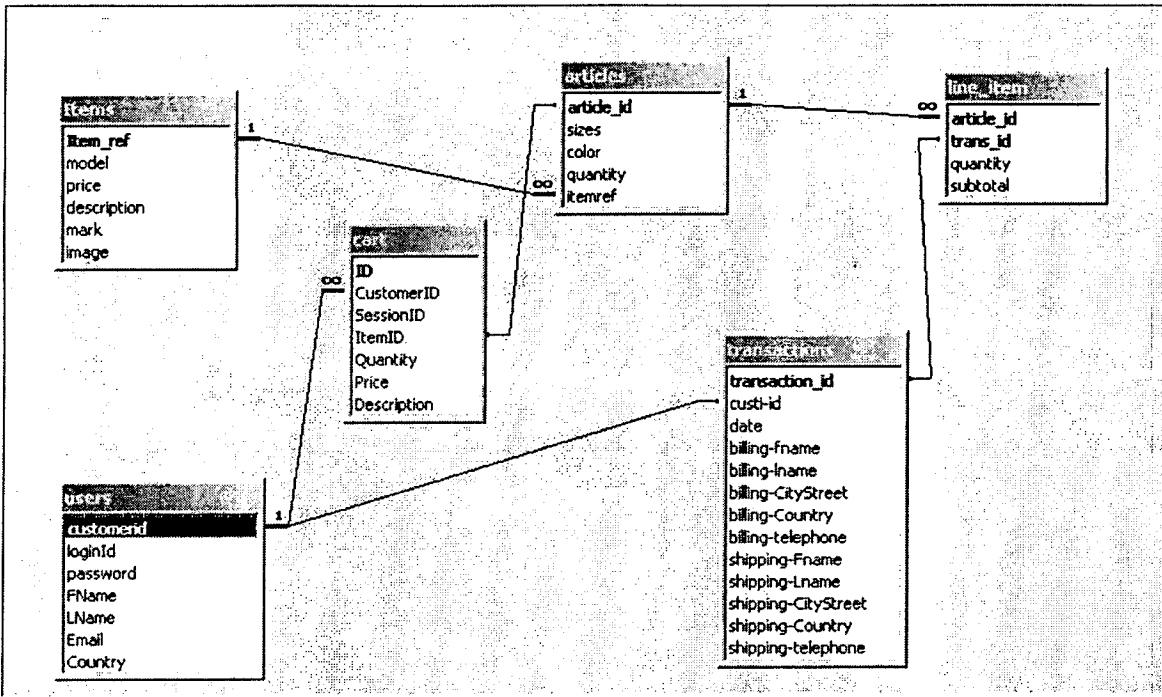 items
Item_ref
model
price
description
mark
image
1
∞
articles
article_id
sizes
color
quantity
itemref
1
∞
line_item
article_id
trans_id
quantity
subtotal
cart
ID
CustomerID
SessionID
ItemID
Quantity
Price
Description
∞
users
customerid
loginId
password
FName
LName
Email
Country
1
transactions
transaction_id
custi-id
date
billing-fname
billing-lname
billing-CityStreet
billing-Country
billing-telephone
shipping-Fname
shipping-Lname
shipping-CityStreet
shipping-Country
shipping-telephone